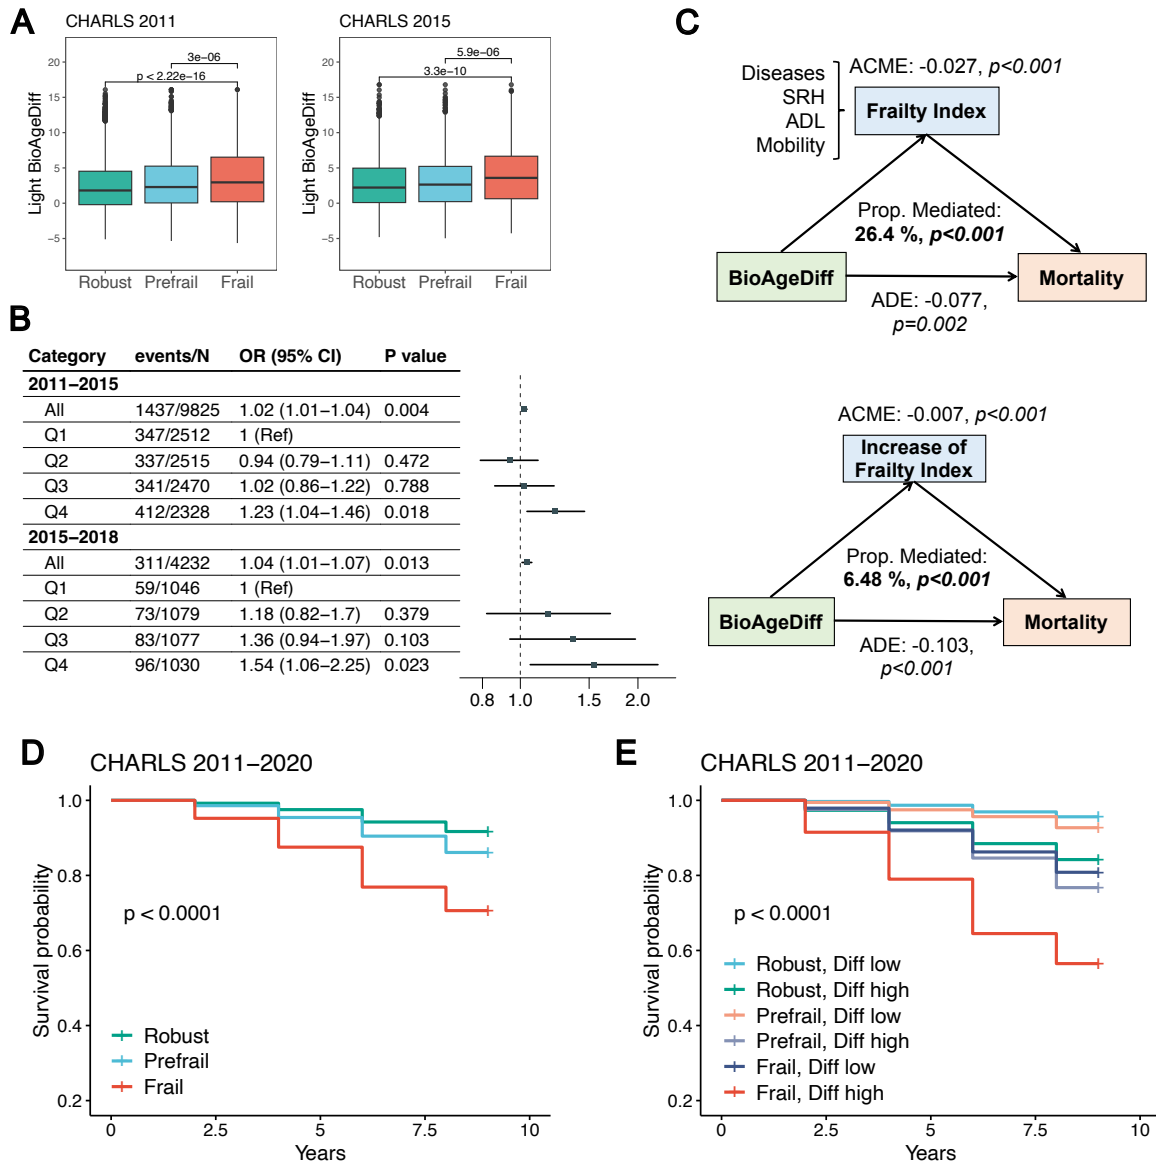 A
CHARLS 2011
Light BioAgeDiff
20
15
10
5
0
−5
3e−06
p < 2.22e−16
Robust
Prefrail
Frail
CHARLS 2015
Light BioAgeDiff
20
15
10
5
0
−5
5.9e−06
3.3e−10
Robust
Prefrail
Frail
B
Category events/N OR (95% CI) P value
2011−2015
All 1437/9825 1.02 (1.01−1.04) 0.004
Q1 347/2512 1 (Ref)
Q2 337/2515 0.94 (0.79−1.11) 0.472
Q3 341/2470 1.02 (0.86−1.22) 0.788
Q4 412/2328 1.23 (1.04−1.46) 0.018
2015−2018
All 311/4232 1.04 (1.01−1.07) 0.013
Q1 59/1046 1 (Ref)
Q2 73/1079 1.18 (0.82−1.7) 0.379
Q3 83/1077 1.36 (0.94−1.97) 0.103
Q4 96/1030 1.54 (1.06−2.25) 0.023
0.8 1.0 1.5 2.0
C
Diseases
SRH
ADL
Mobility
ACME: -0.027, p<0.001
Frailty Index
Prop. Mediated:
26.4 %, p<0.001
BioAgeDiff
Mortality
ADE: -0.077,
p=0.002
ACME: -0.007, p<0.001
Increase of
Frailty Index
Prop. Mediated:
6.48 %, p<0.001
BioAgeDiff
Mortality
ADE: -0.103,
p<0.001
D
CHARLS 2011−2020
Survival probability
1.0
0.8
0.6
0.4
0.2
p < 0.0001
Robust
Prefrail
Frail
0 2.5 5 7.5 10
Years
E
CHARLS 2011−2020
Survival probability
1.0
0.8
0.6
0.4
0.2
p < 0.0001
Robust, Diff low
Robust, Diff high
Prefrail, Diff low
Prefrail, Diff high
Frail, Diff low
Frail, Diff high
0 2.5 5 7.5 10
Years